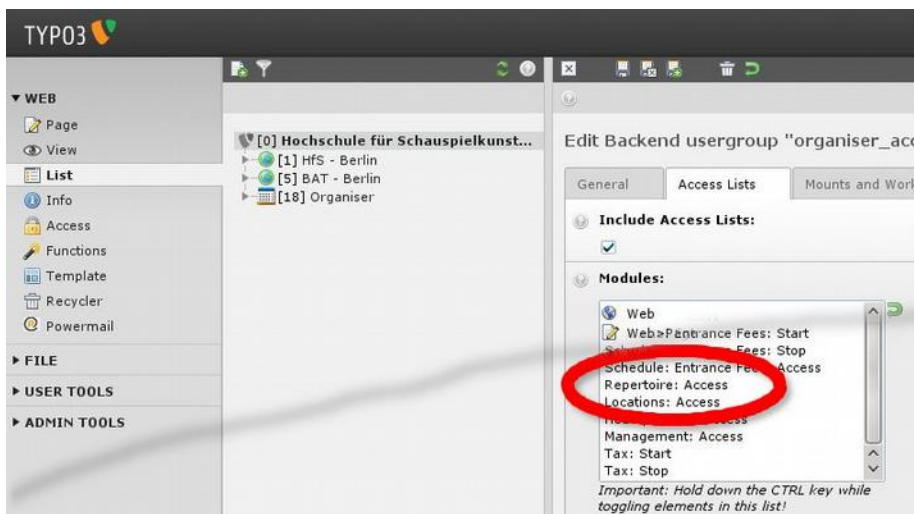 TYPO3
WEB
Page
View
List
Info
Access
Functions
Template
Recycler
Powermail
FILE
USER TOOLS
ADMIN TOOLS
[0] Hochschule für Schauspielkunst...
[1] HfS - Berlin
[5] BAT - Berlin
[18] Organiser
Edit Backend usergroup "organiser_acc
General
Access Lists
Mounts and Work
Include Access Lists:
Modules:
Web
Web>P Entrance Fees: Start
Fees: Stop
Schedule: Entrance Fees: Access
Repertoire: Access
Locations: Access
Management: Access
Tax: Start
Tax: Stop
Important: Hold down the CTRL key while
toggling elements in this list!